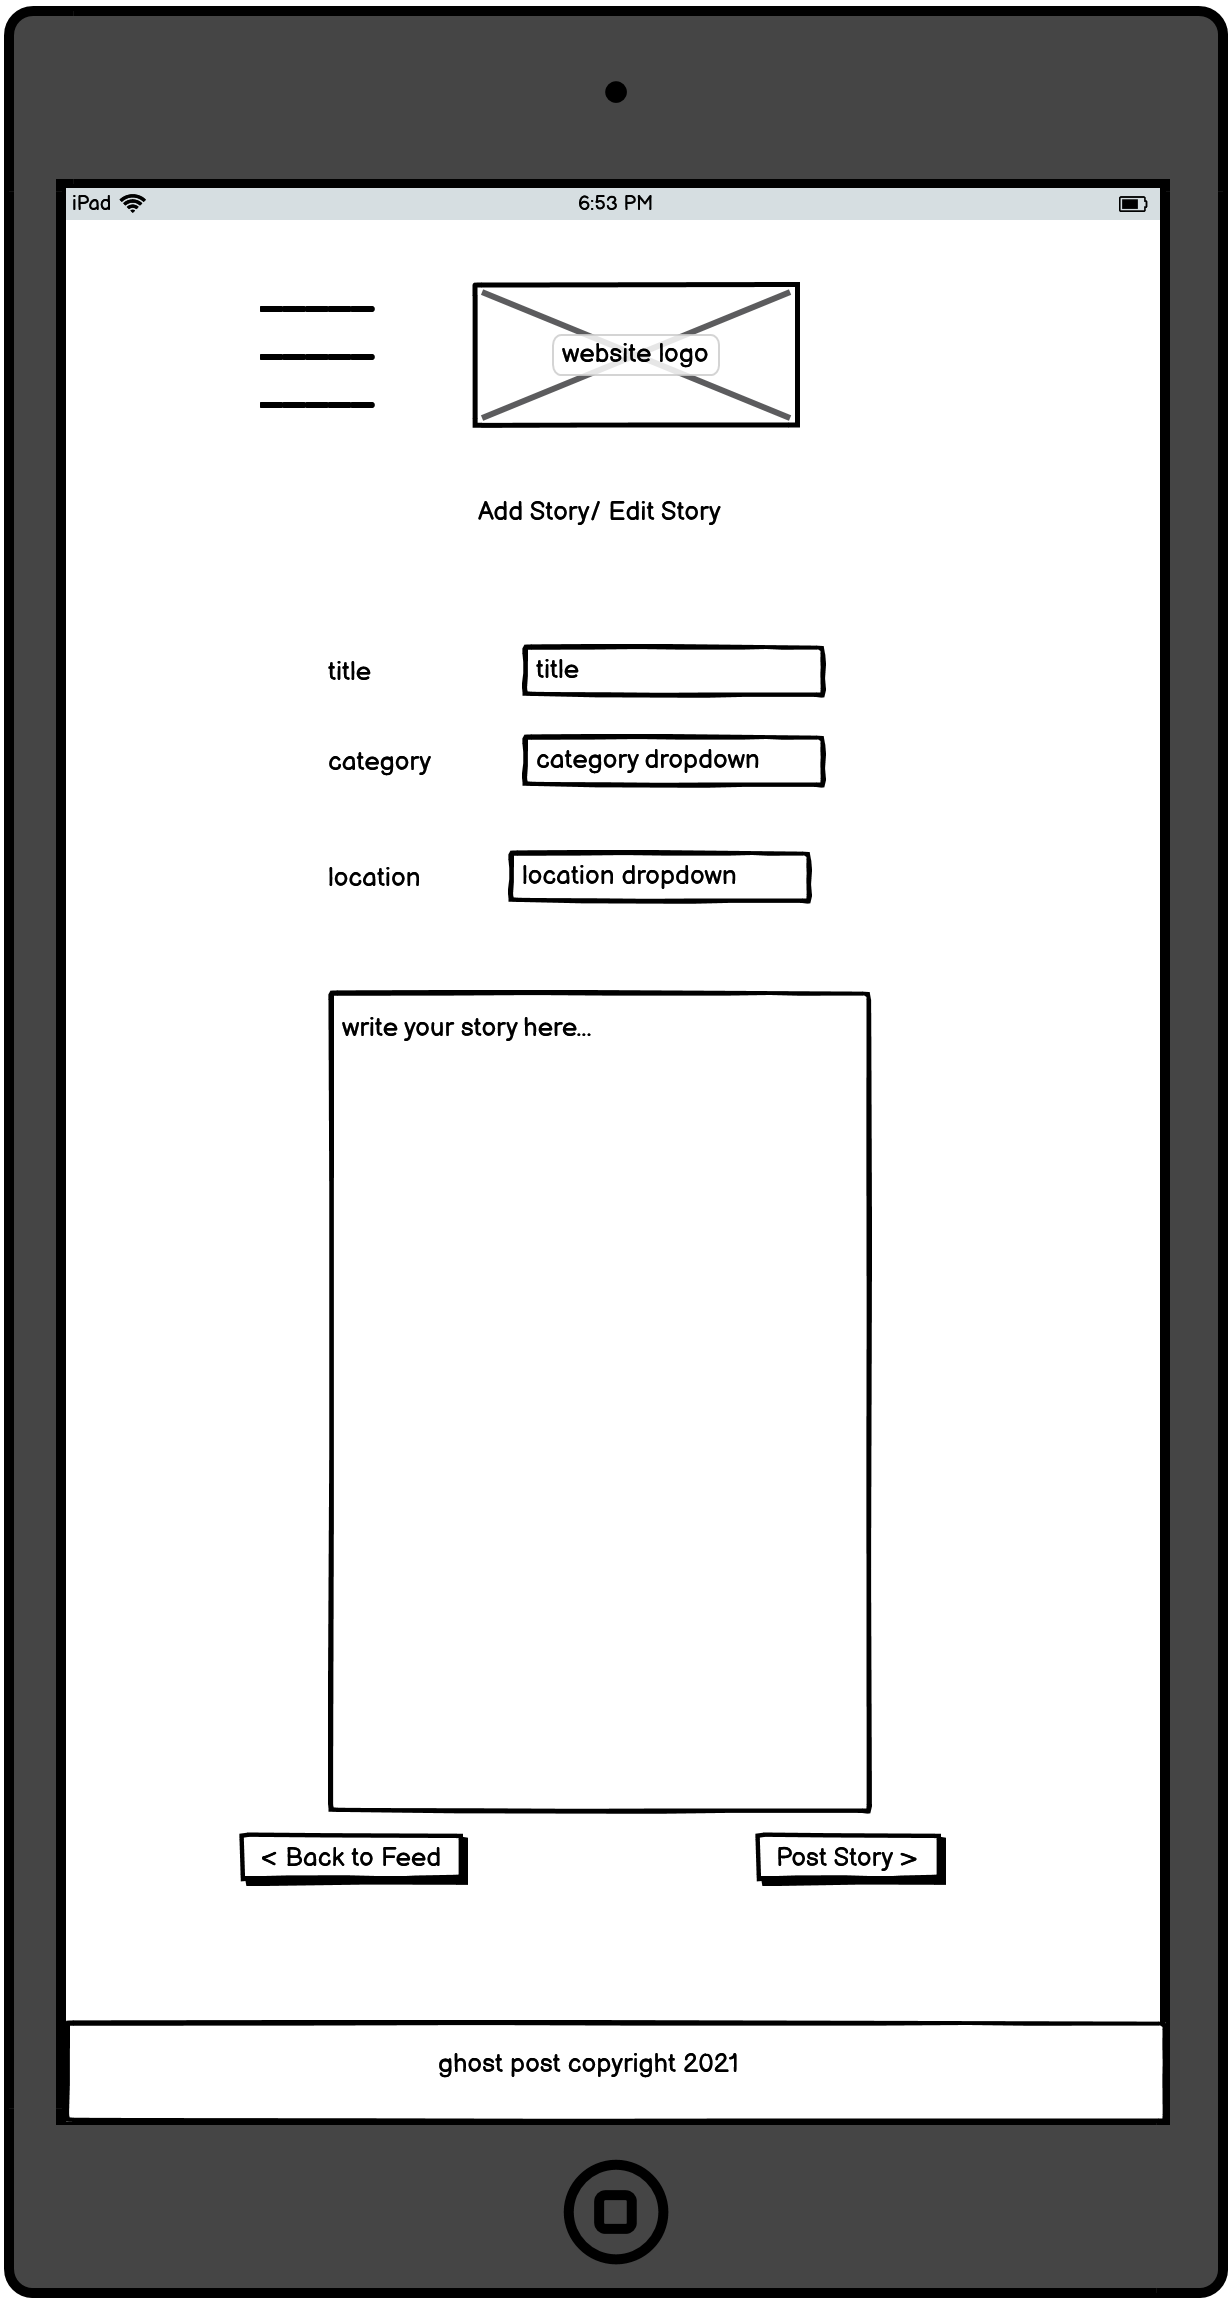 iPad 6:53 PM
website logo
Add Story/ Edit Story
title title
category category dropdown
location location dropdown
write your story here...
< Back to Feed Post Story >
ghost post copyright 2021